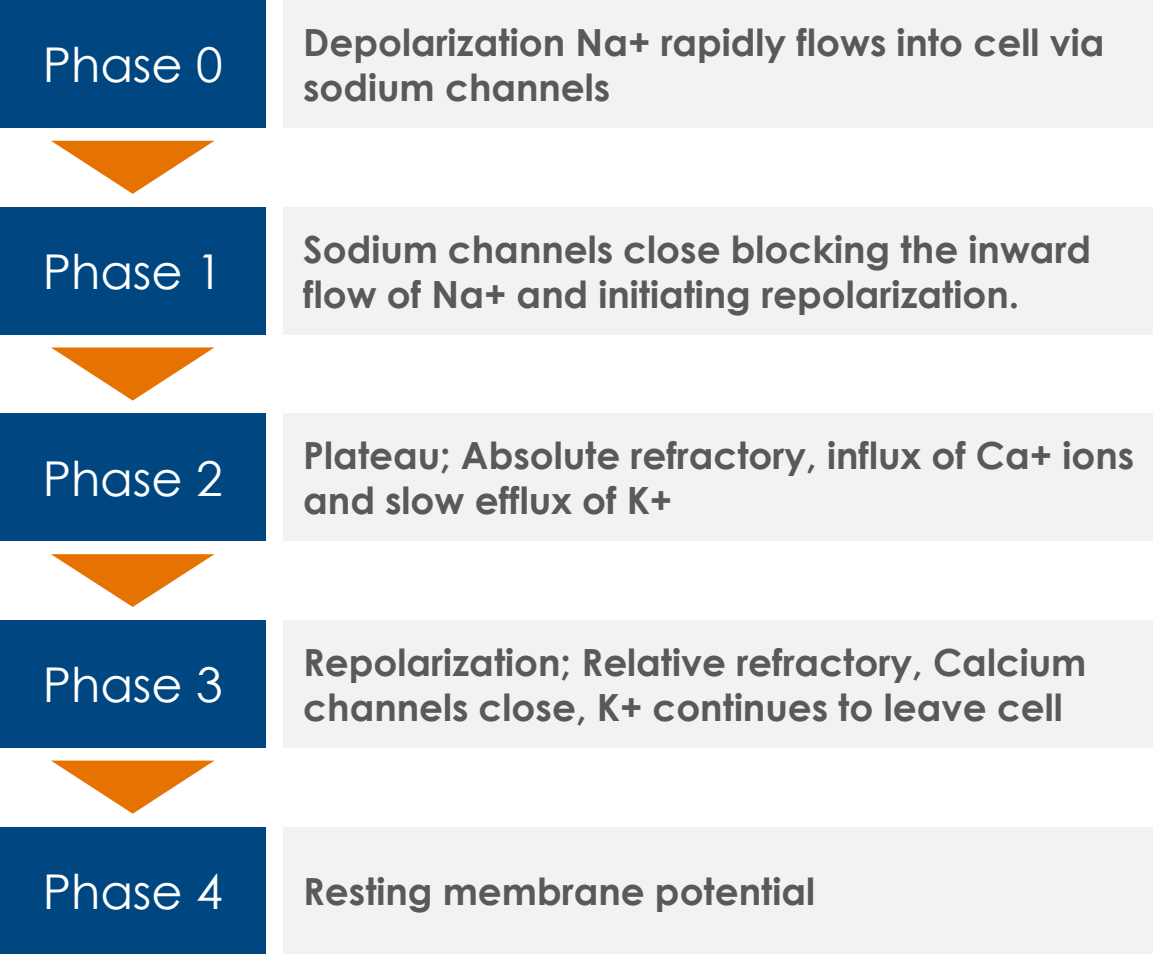 Phase 0
Depolarization Na+ rapidly flows into cell via
sodium channels
Phase 1
Sodium channels close blocking the inward
flow of Na+ and initiating repolarization.
Phase 2
Plateau; Absolute refractory, influx of Ca+ ions
and slow efflux of K+
Phase 3
Repolarization; Relative refractory, Calcium
channels close, K+ continues to leave cell
Phase 4
Resting membrane potential